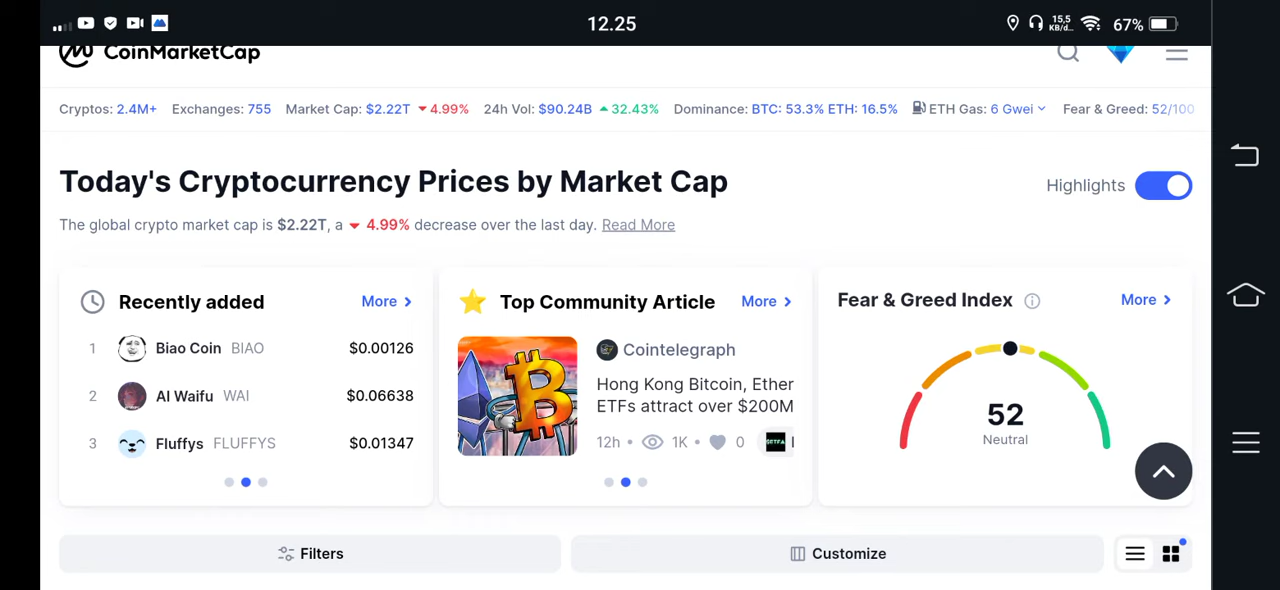 12.25
15,5
KB/d...
67%
CoinMarketCap
Cryptos: 2.4M+ Exchanges: 755 Market Cap: $2.22T 4.99% 24h Vol: $90.24B 32.43% Dominance: BTC: 53.3% ETH: 16.5% ETH Gas: 6 Gwei Fear & Greed: 52/100
Today's Cryptocurrency Prices by Market Cap
Highlights
The global crypto market cap is $2.22T, a 4.99% decrease over the last day. Read More
Recently added
More
1 Biao Coin BIAO $0.00126
2 AI Waifu WAI $0.06638
3 Fluffys FLUFFYS $0.01347
Top Community Article
More
Cointelegraph
Hong Kong Bitcoin, Ether
ETFs attract over $200M
12h • 1K • 0
Fear & Greed Index
More
52
Neutral
Filters
Customize